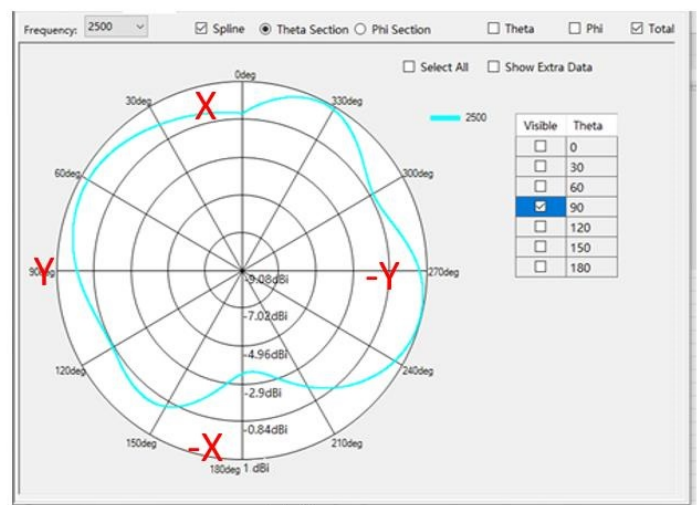 Frequency: 2500 Spline Theta Section Phi Section Theta Phi Total
Select All Show Extra Data
0deg
X
30deg 330deg
2500
Visible Theta
0
30
60
90
120
150
180
60deg 300deg
Y 90deg -9.08dBi -Y 270deg
-7.02dBi
-4.96dBi
120deg 240deg
-2.9dBi
-0.84dBi
150deg -X 210deg
180deg 1 dBi